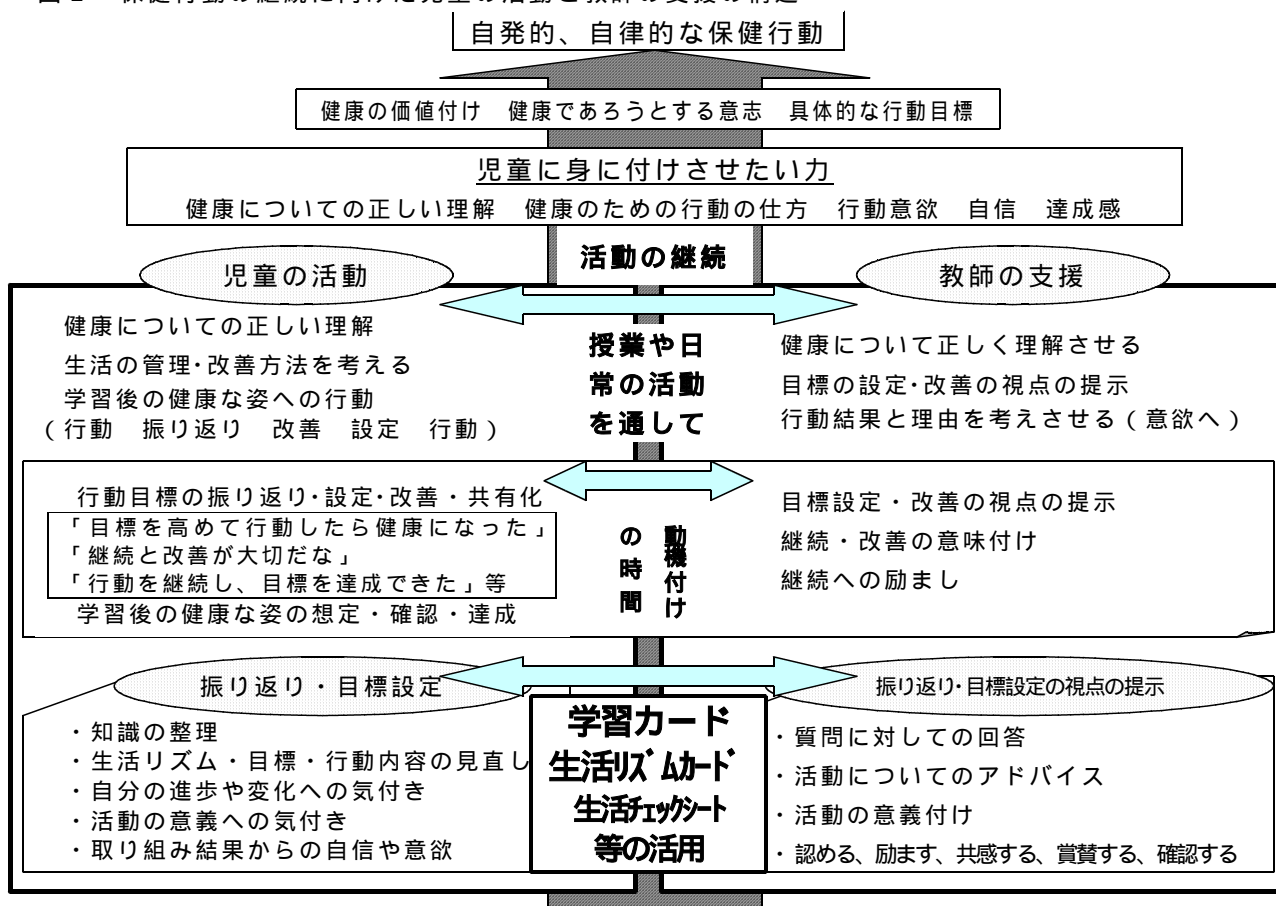 自発的、自律的な保健行動
健康の価値付け　健康であろうとする意志　具体的な行動目標
児童に身に付けさせたい力
健康についての正しい理解　健康のための行動の仕方　行動意欲　自信　達成感
活動の継続
児童の活動
教師の支援
健康についての正しい理解
生活の管理・改善方法を考える
学習後の健康な姿への行動
（行動　振り返り　改善　設定　行動）
授業や日
常の活動
を通して
健康について正しく理解させる
目標の設定・改善の視点の提示
行動結果と理由を考えさせる（意欲へ）
行動目標の振り返り・設定・改善・共有化
「目標を高めて行動したら健康になった」
「継続と改善が大切だな」
「行動を継続し、目標を達成できた」等
学習後の健康な姿の想定・確認・達成
動機付け
の時間
目標設定・改善の視点の提示
継続・改善の意味付け
継続への励まし
振り返り・目標設定
・知識の整理
・生活リズム・目標・行動内容の見直し
・自分の進歩や変化への気付き
・活動の意義への気付き
・取り組み結果からの自信や意欲
学習カード
生活ﾘｽﾞﾑｶｰﾄﾞ
生活ﾁｪｯｸｼｰﾄ
等の活用
振り返り・目標設定の視点の提示
・質問に対しての回答
・活動についてのアドバイス
・活動の意義付け
・認める、励ます、共感する、賞賛する、確認する